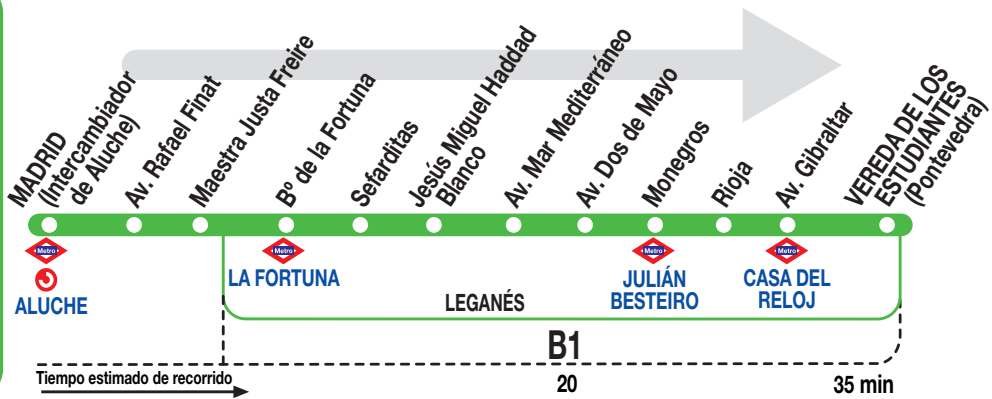 MADRID
(Intercambiador
de Aluche)
Av. Rafael Finat
Maestra Justa Freire
Bº de la Fortuna
Sefarditas
Jesús Miguel Haddad
Blanco
Av. Mar Mediterráneo
Av. Dos de Mayo
Monegros
Rioja
Av. Gibraltar
VEREDA DE LOS
ESTUDIANTES
(Pontevedra)
Metro
ALUCHE
Metro
LA FORTUNA
Metro
JULIÁN
BESTEIRO
Metro
CASA DEL
RELOJ
LEGANÉS
B1
Tiempo estimado de recorrido
20
35 min